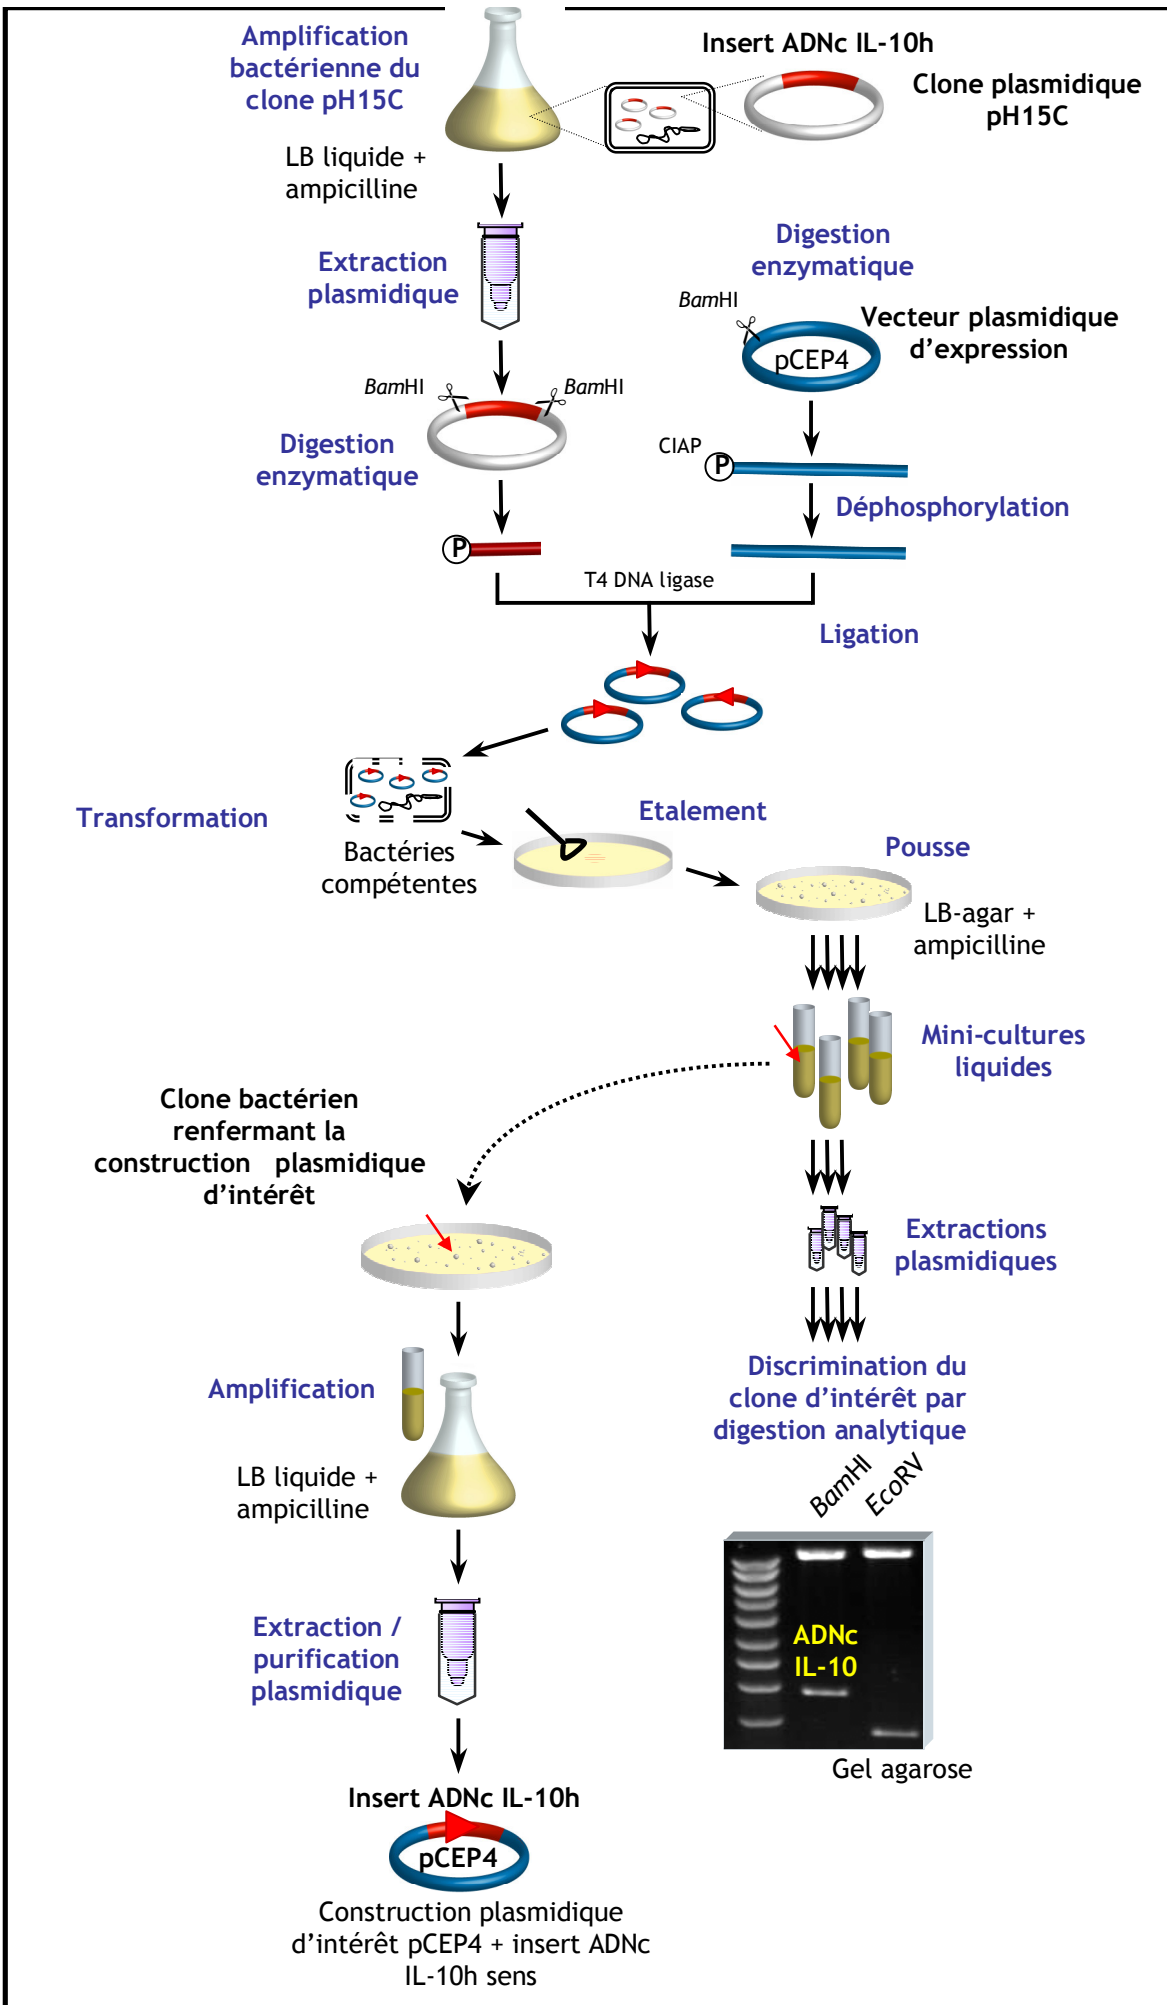 Amplification
bactérienne du
clone pH15C
Insert ADNc IL-10h
Clone plasmidique
pH15C
LB liquide +
ampicilline
Extraction
plasmidique
Digestion
enzymatique
BamHI
Vecteur plasmidique
d'expression
pCEP4
BamHI
BamHI
Digestion
enzymatique
CIAP
P
Déphosphorylation
P
T4 DNA ligase
Ligation
Transformation
Bactéries
compétentes
Etalement
Pousse
LB-agar +
ampicilline
Mini-cultures
liquides
Clone bactérien
renfermant la
construction plasmidique
d'intérêt
Extractions
plasmidiques
Discrimination du
clone d'intérêt par
digestion analytique
BamHI
EcoRV
Amplification
LB liquide +
ampicilline
ADNc
IL-10
Gel agarose
Extraction /
purification
plasmidique
Insert ADNc IL-10h
pCEP4
Construction plasmidique
d'intérêt pCEP4 + insert ADNc
IL-10h sens